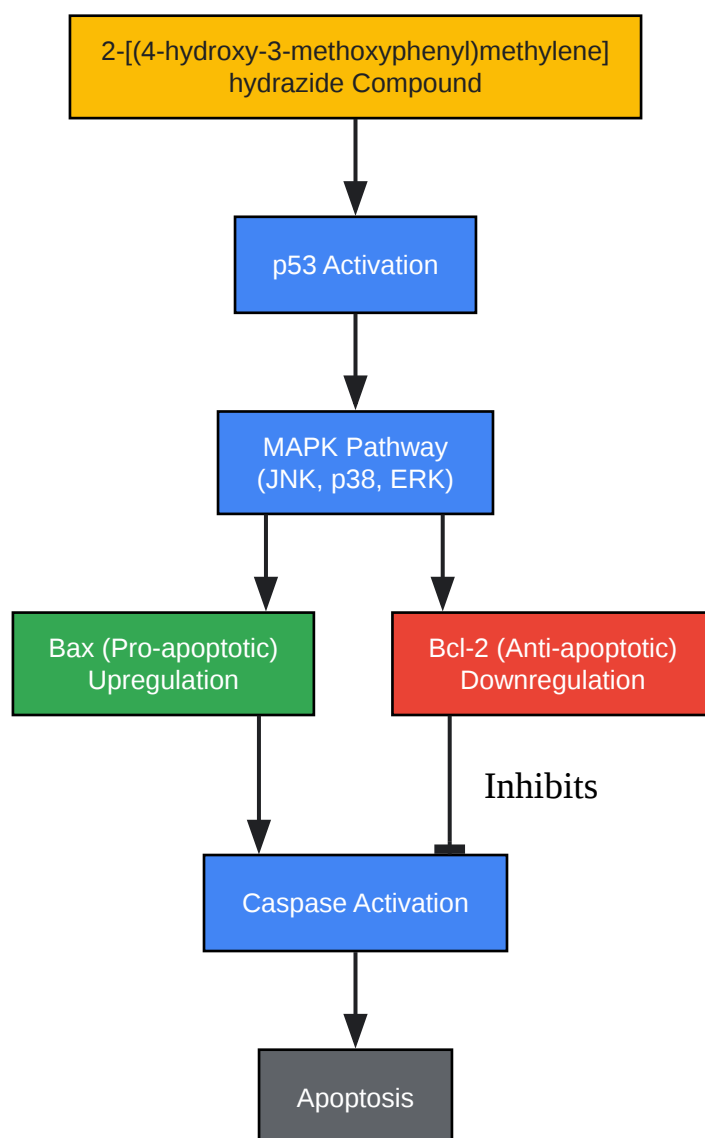 2-[(4-hydroxy-3-methoxyphenyl)methylene]
hydrazide Compound
p53 Activation
MAPK Pathway
(JNK, p38, ERK)
Bax (Pro-apoptotic)
Upregulation
Bcl-2 (Anti-apoptotic)
Downregulation
Inhibits
Caspase Activation
Apoptosis